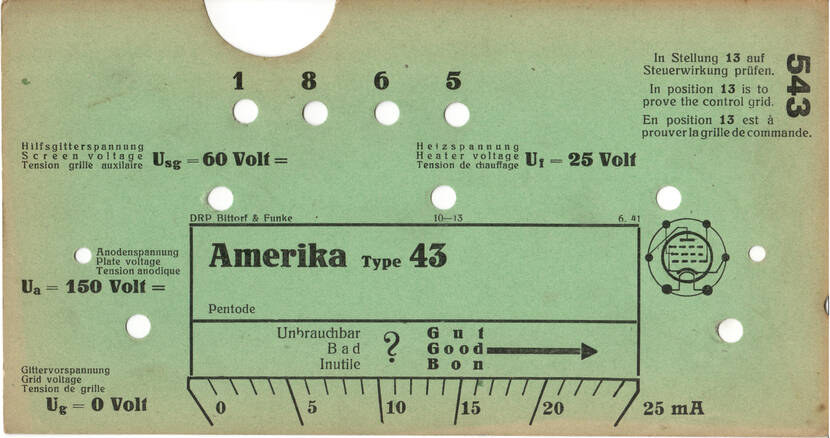 1 8 6 5
In Stellung 13 auf
Steuerwirkung prüfen.
In position 13 is to
prove the control grid.
En position 13 est à
prouver la grille de commande.
543
Hilfsgitterspannung
Screen voltage
Tension grille auxilaire
Usg = 60 Volt =
Heizspannung
Heater voltage
Tension de chauffage
Uf = 25 Volt
DRP Bittorf & Funke 10—13 6. 41
Amerika Type 43
Pentode
Anodenspannung
Plate voltage
Tension anodique
Ua = 150 Volt =
Unbrauchbar ? Gut
Bad Good
Inutile Bon
Gittervorspannung
Grid voltage
Tension de grille
Ug = 0 Volt
0 5 10 15 20 25 mA